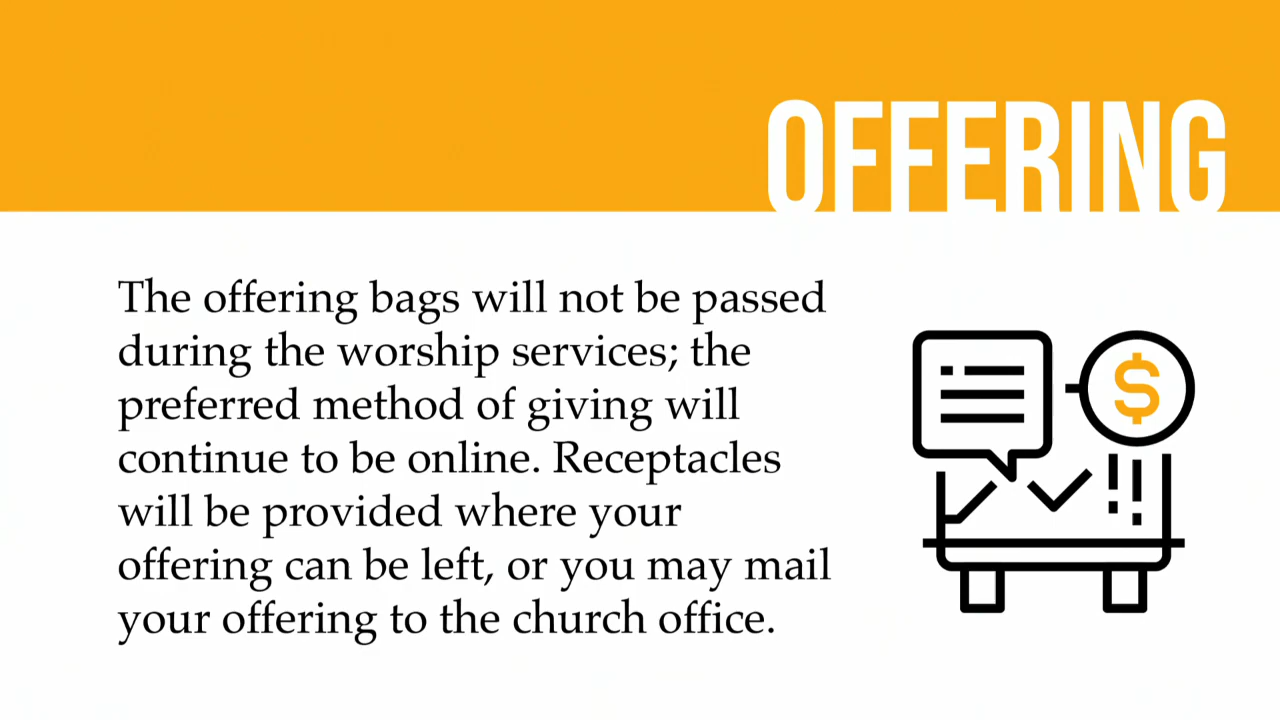 OFFERING
The offering bags will not be passed
during the worship services; the
preferred method of giving will
continue to be online. Receptacles
will be provided where your
offering can be left, or you may mail
your offering to the church office.
$